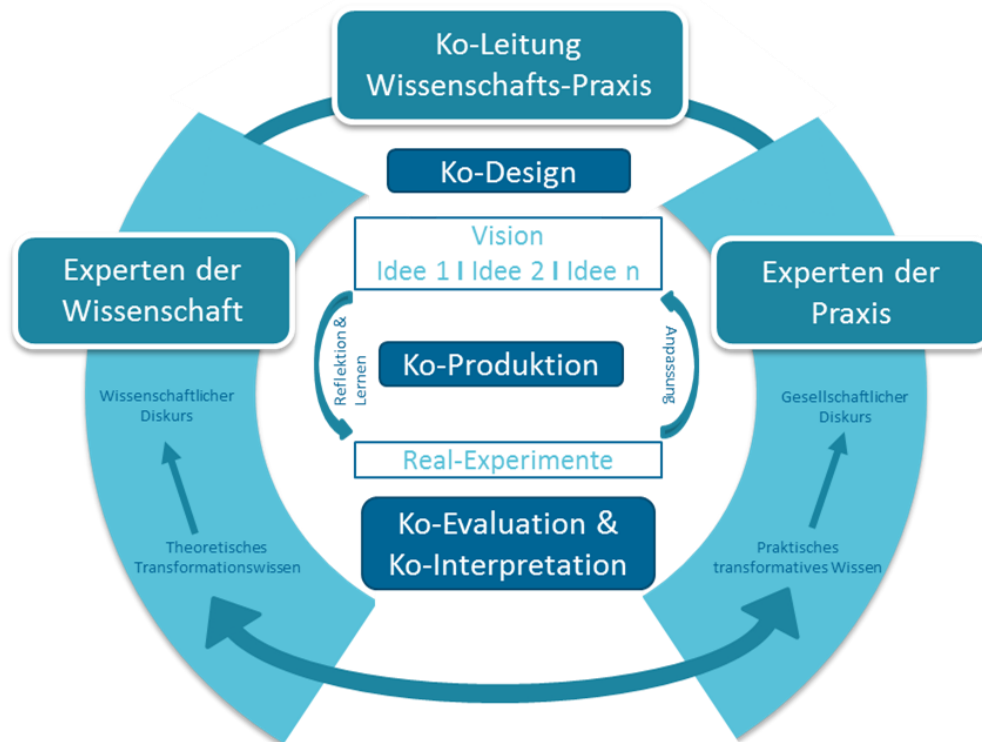 Ko-Leitung
Wissenschafts-Praxis
Ko-Design
Vision
Idee 1 I Idee 2 I Idee n
Experten der
Wissenschaft
Experten der
Praxis
Reflektion &
Lernen
Ko-Produktion
Anpassung
Wissenschaftlicher
Diskurs
Gesellschaftlicher
Diskurs
Real-Experimente
Ko-Evaluation &
Ko-Interpretation
Theoretisches
Transformationswissen
Praktisches
transformatives Wissen